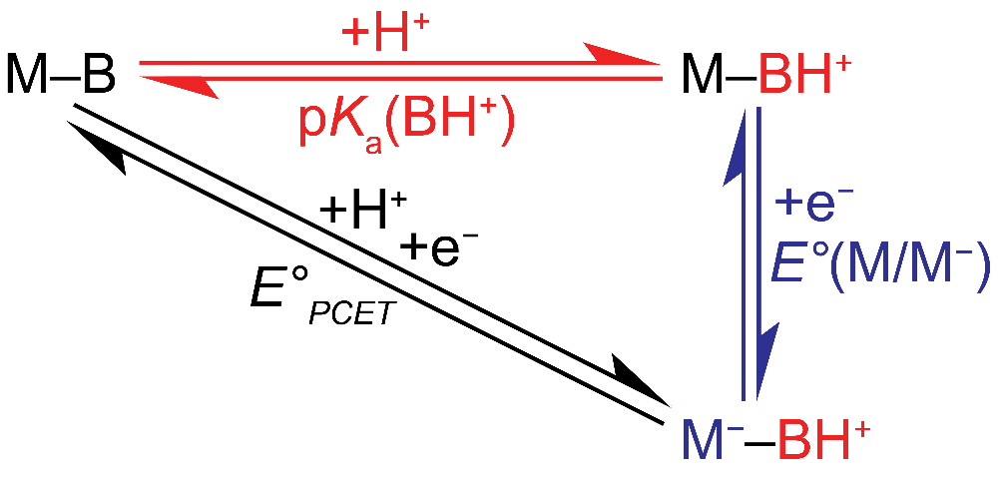 M–B
+H⁺
pKₐ(BH⁺)
M–BH⁺
+H⁺
+e⁻
E°PCET
+e⁻
E°(M/M⁻)
M⁻–BH⁺